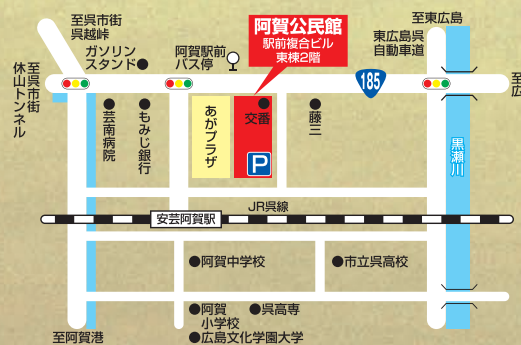 至呉市街
呉越峠
ガソリン
スタンド
阿賀駅前
バス停
阿賀公民館
駅前複合ビル
東棟2階
至東広島
東広島呉
自動車道
185
至呉市街
休山トンネル
至広
芸南病院
もみじ銀行
あがプラザ
交番
P
藤三
黒瀬川
JR呉線
安芸阿賀駅
阿賀中学校
市立呉高校
阿賀
小学校
呉高専
広島文化学園大学
至阿賀港